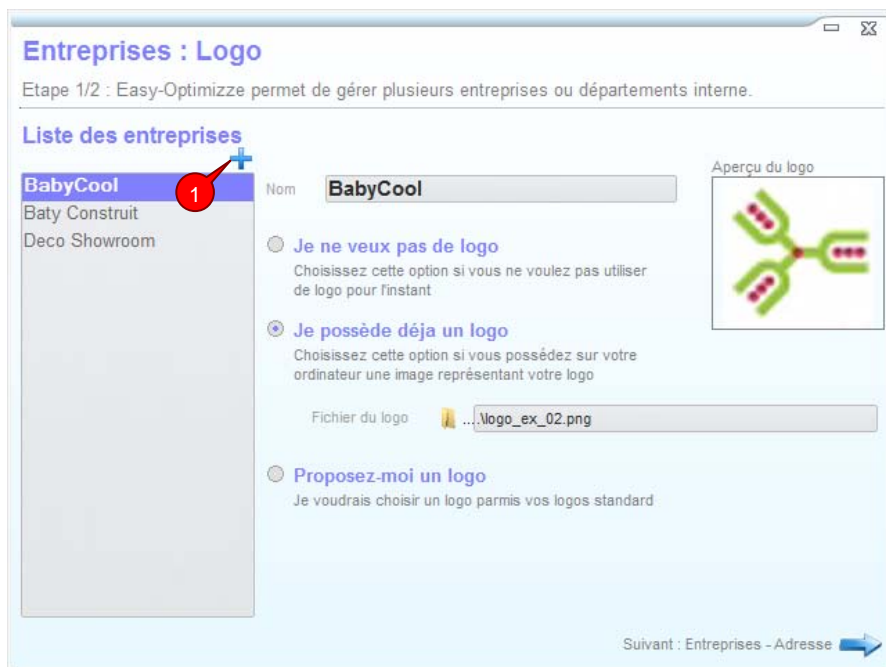 Entreprises : Logo
Etape 1/2 : Easy-Optimizze permet de gérer plusieurs entreprises ou départements interne.
Liste des entreprises
1
BabyCool
Baty Construit
Deco Showroom
Nom BabyCool
Aperçu du logo
Je ne veux pas de logo
Choisissez cette option si vous ne voulez pas utiliser
de logo pour l'instant
Je possède déja un logo
Choisissez cette option si vous possédez sur votre
ordinateur une image représentant votre logo
Fichier du logo ....\logo_ex_02.png
Proposez-moi un logo
Je voudrais choisir un logo parmis vos logos standard
Suivant : Entreprises - Adresse